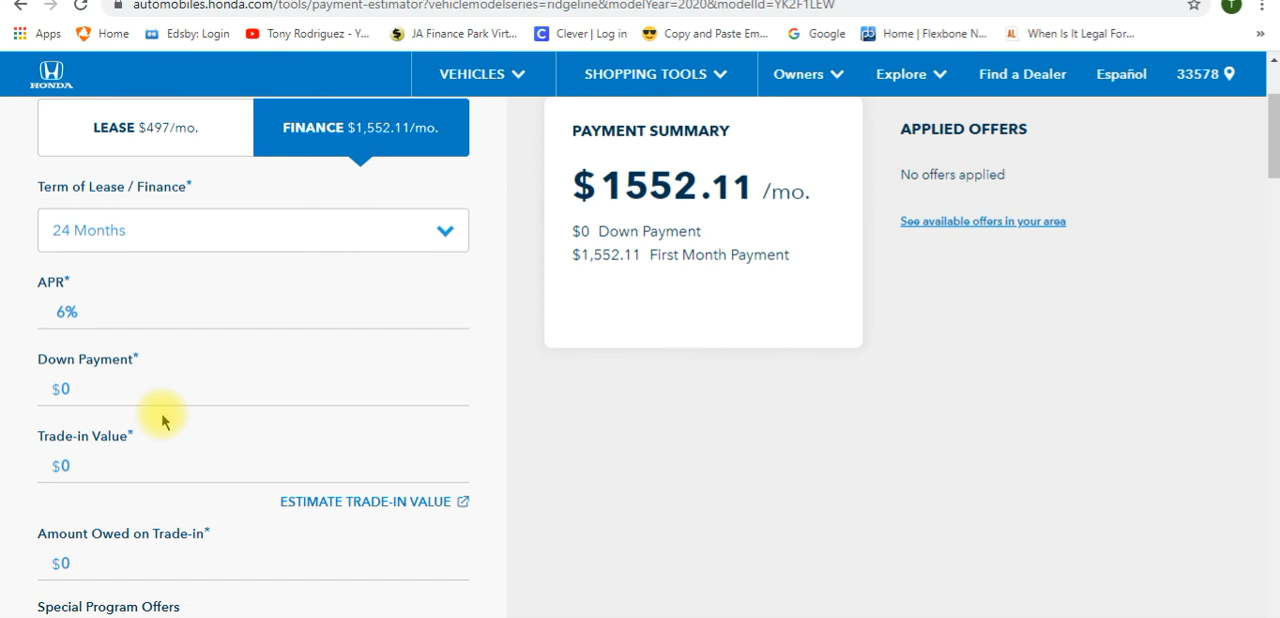 automobiles.honda.com/tools/payment-estimator?vehiclemodelseries=ridgeline&modelYear=2020&modelId=YK2F1LEW
T
Apps Home Edsby: Login Tony Rodriguez - Y... JA Finance Park Virt... Clever | Log in Copy and Paste Em... Google Home | Flexbone N... AL When Is It Legal For... »
HONDA VEHICLES SHOPPING TOOLS Owners Explore Find a Dealer Español 33578
LEASE $497/mo. FINANCE $1,552.11/mo.
Term of Lease / Finance*
24 Months
APR*
6%
Down Payment*
$0
Trade-in Value*
$0
ESTIMATE TRADE-IN VALUE
Amount Owed on Trade-in*
$0
Special Program Offers
PAYMENT SUMMARY
$1552.11 /mo.
$0 Down Payment
$1,552.11 First Month Payment
APPLIED OFFERS
No offers applied
See available offers in your area